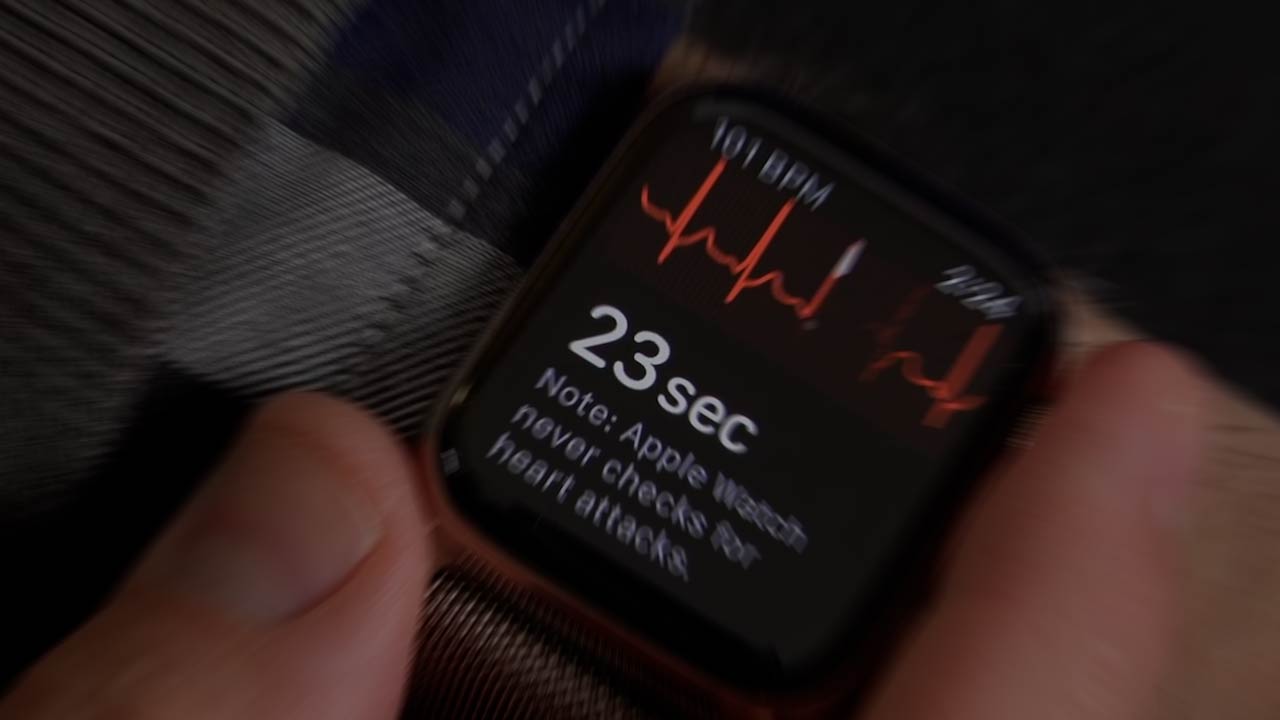 101 BPM
23 sec
Note: Apple Watch
never checks for
heart attacks.